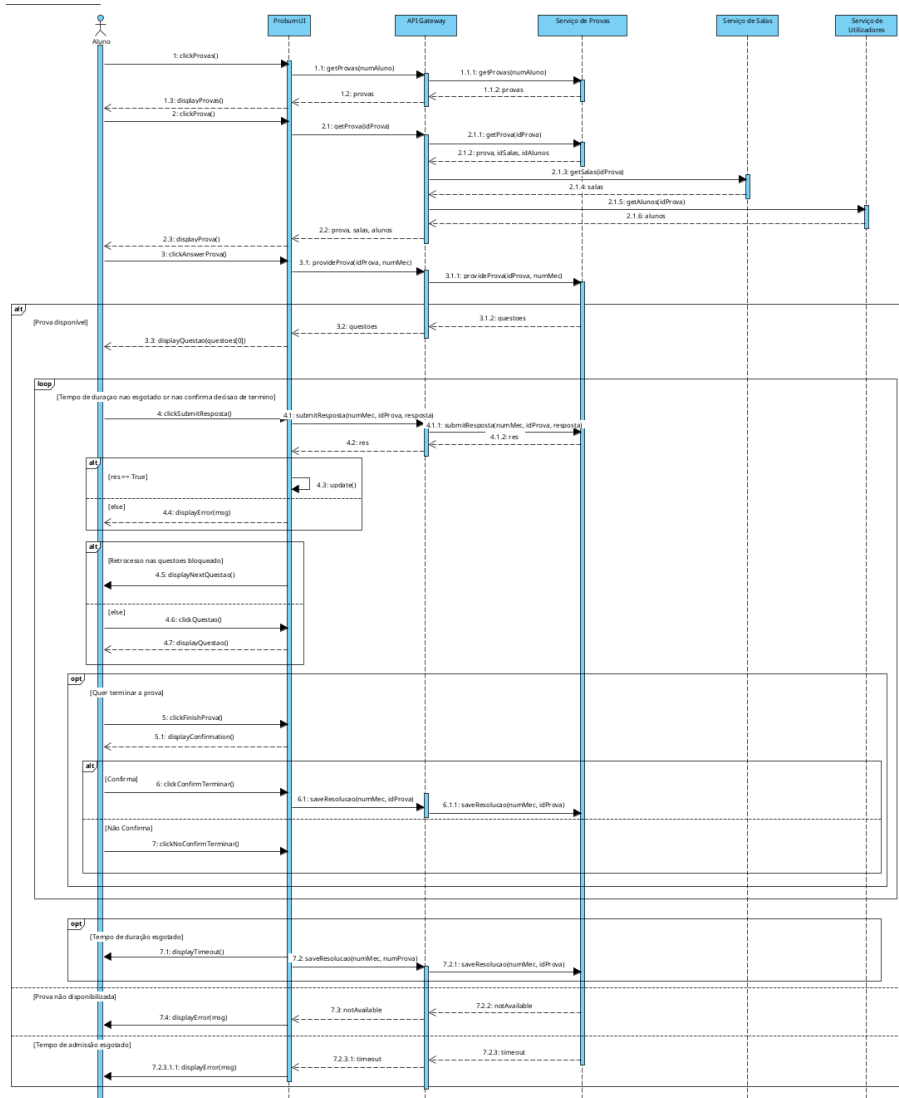 Aluno
ProbumUI
API Gateway
Serviço de Provas
Serviço de Salas
Serviço de
Utilizadores
1: clickProvas()
1.1: getProvas(numAluno)
1.1.1: getProvas(numAluno)
1.1.2: provas
1.2: provas
1.3: displayProvas()
2: clickProva()
2.1: getProva(idProva)
2.1.1: getProva(idProva)
2.1.2: prova, idSalas, idAlunos
2.1.3: getSalas(idProva)
2.1.4: salas
2.1.5: getAlunos(idProva)
2.1.6: alunos
2.2: prova, salas, alunos
2.3: displayProva()
3: clickAnswerProva()
3.1: provideProva(idProva, numMec)
3.1.1: provideProva(idProva, numMec)
alt
[Prova disponível]
3.1.2: questoes
3.2: questoes
3.3: displayQuestao(questoes[0])
loop
[Tempo de duraçao nao esgotado or nao confirma decisao de termino]
4: clickSubmitResposta()
4.1: submitResposta(numMec, idProva, resposta)
4.1.1: submitResposta(numMec, idProva, resposta)
4.1.2: res
4.2: res
alt
[res == True]
4.3: update()
[else]
4.4: displayError(msg)
alt
[Retrocesso nas questoes bloqueado]
4.5: displayNextQuestao()
[else]
4.6: clickQuestao()
4.7: displayQuestao()
opt
[Quer terminar a prova]
5: clickFinishProva()
5.1: displayConfirmation()
alt
[Confirma]
6: clickConfirmTerminar()
6.1: saveResolucao(numMec, idProva)
6.1.1: saveResolucao(numMec, idProva)
[Não Confirma]
7: clickNoConfirmTerminar()
opt
[Tempo de duração esgotado]
7.1: displayTimeout()
7.2: saveResolucao(numMec, numProva)
7.2.1: saveResolucao(numMec, idProva)
[Prova não disponibilizada]
7.2.2: notAvailable
7.3: notAvailable
7.4: displayError(msg)
[Tempo de admissão esgotado]
7.2.3: timeout
7.2.3.1: timeout
7.2.3.1.1: displayError(msg)